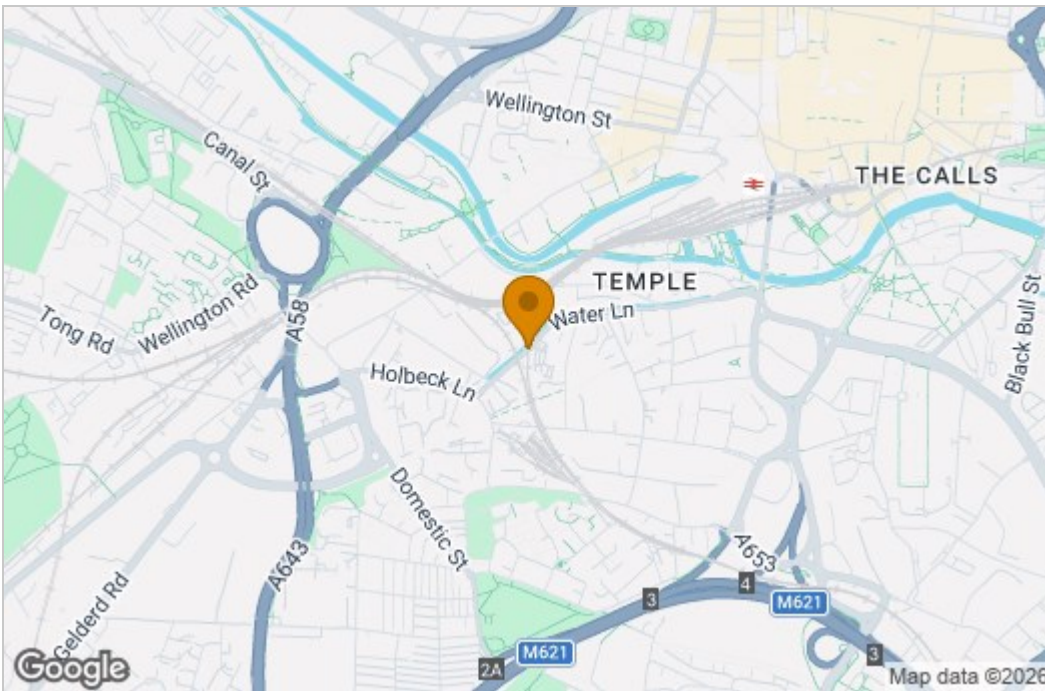 Wellington St
Canal St
THE CALLS
TEMPLE
Wellington Rd
A58
Water Ln
Tong Rd
Black Bull St
Holbeck Ln
Domestic St
A643
A653
Gelderd Rd
3
4
M621
M621
2A
3
Google
Map data ©2026